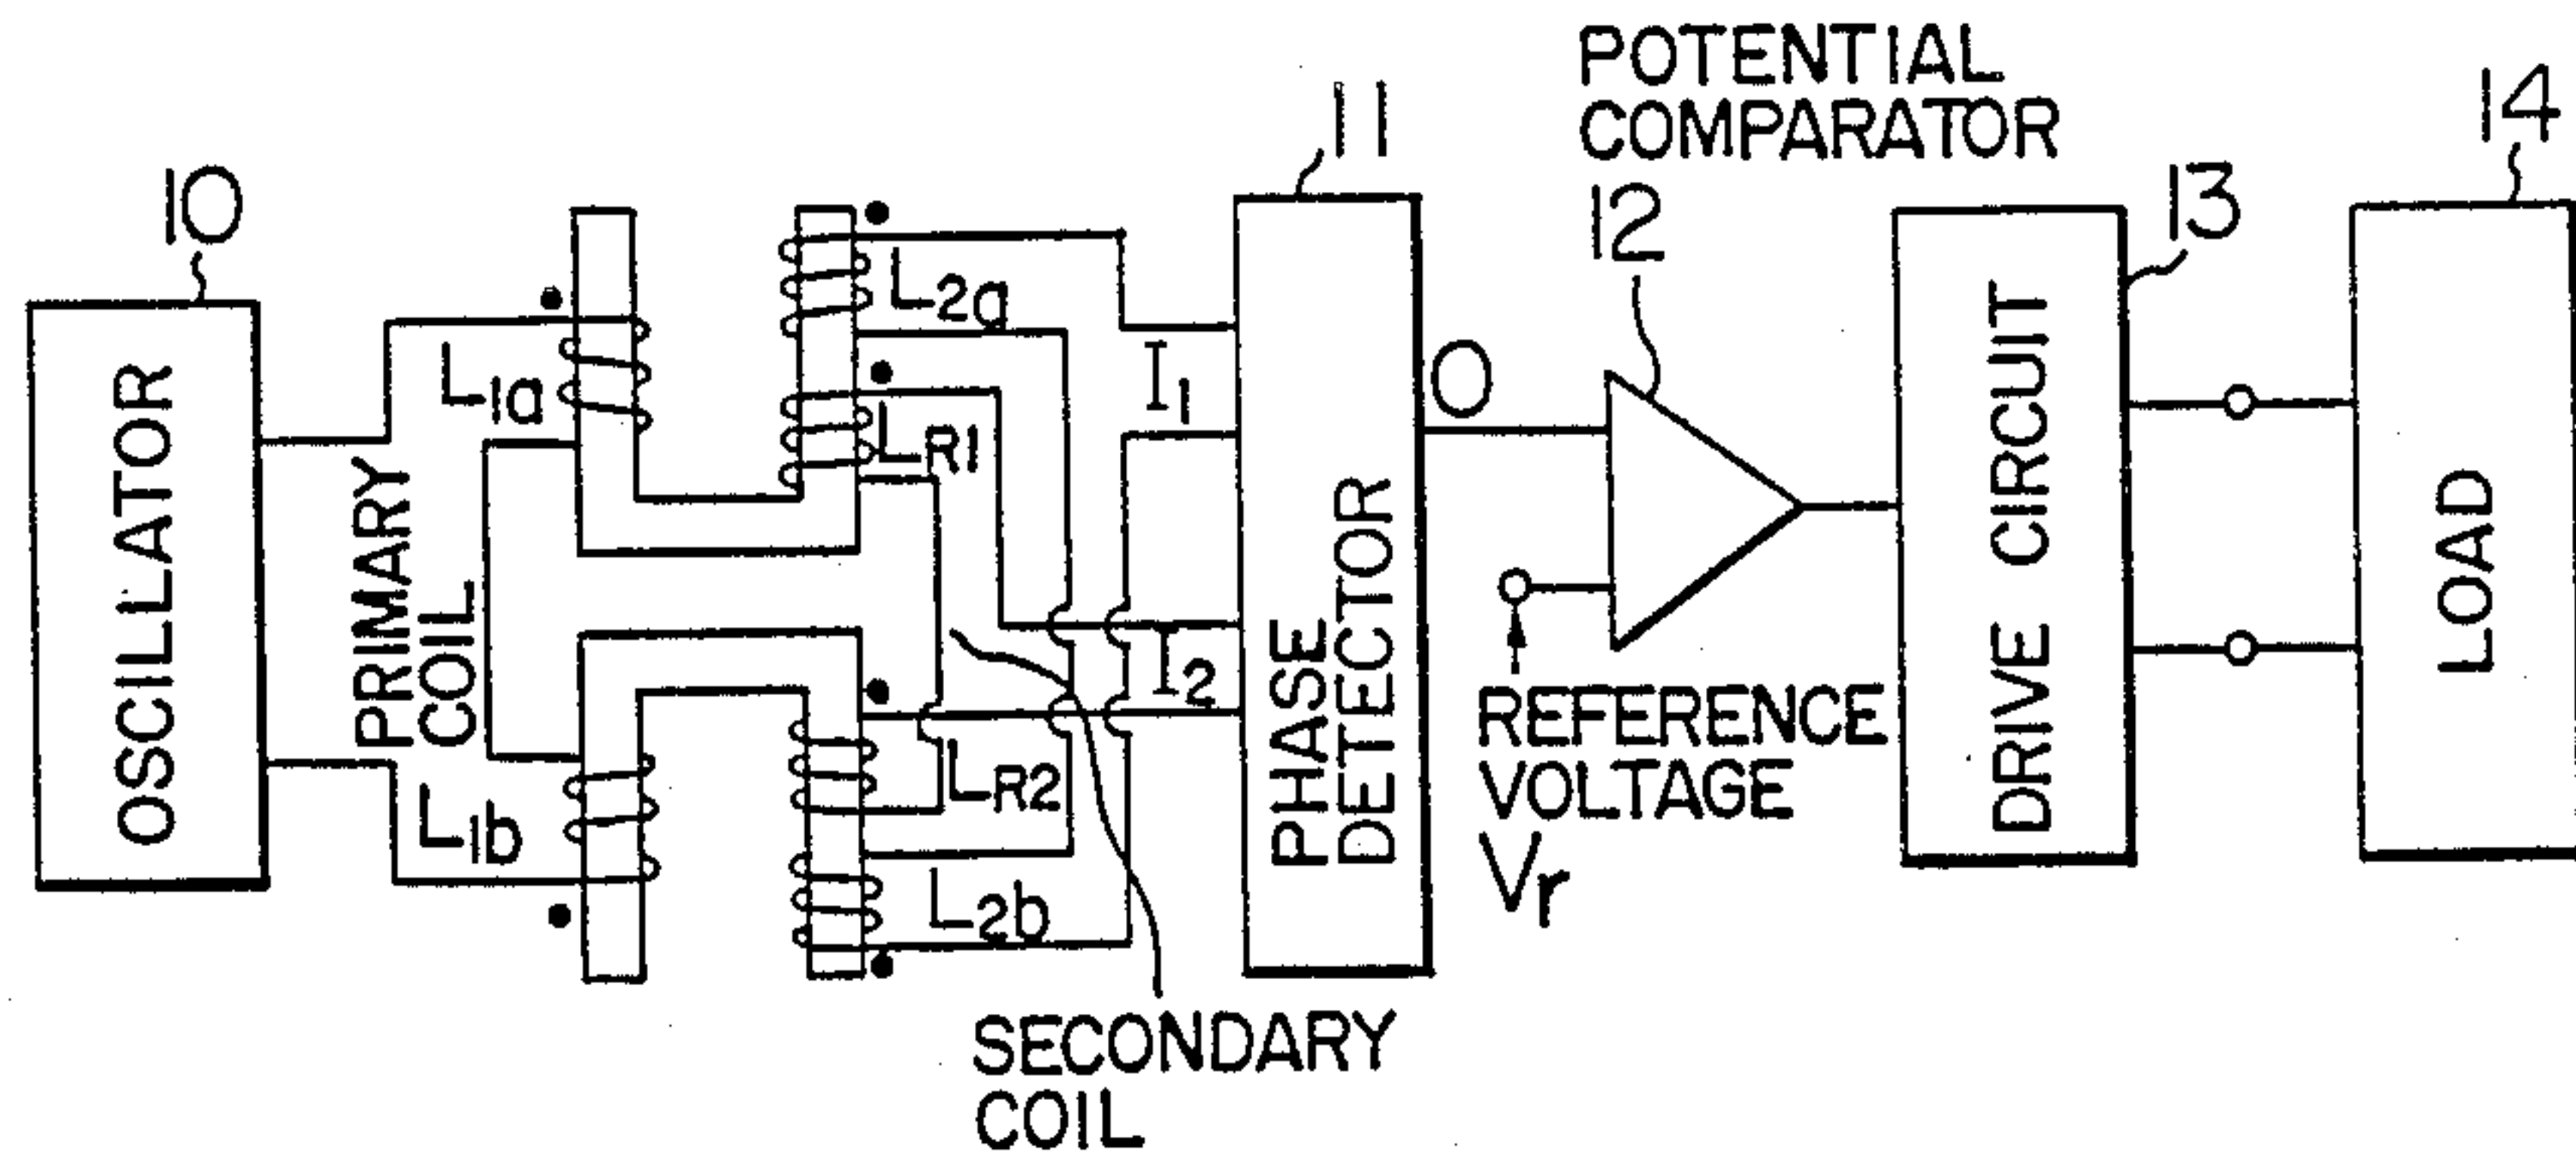 10
OSCILLATOR
PRIMARY
COIL
L1a
L1b
L2a
LR1
LR2
L2b
SECONDARY
COIL
I1
I2
11
PHASE
DETECTOR
O
POTENTIAL
COMPARATOR
12
REFERENCE
VOLTAGE
Vr
13
DRIVE CIRCUIT
14
LOAD